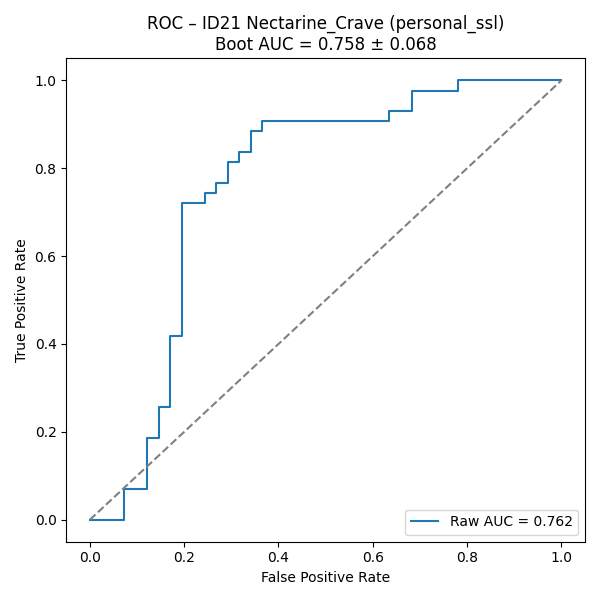 ROC – ID21 Nectarine_Crave (personal_ssl)
Boot AUC = 0.758 ± 0.068
True Positive Rate
1.0
0.8
0.6
0.4
0.2
0.0
Raw AUC = 0.762
0.0 0.2 0.4 0.6 0.8 1.0
False Positive Rate